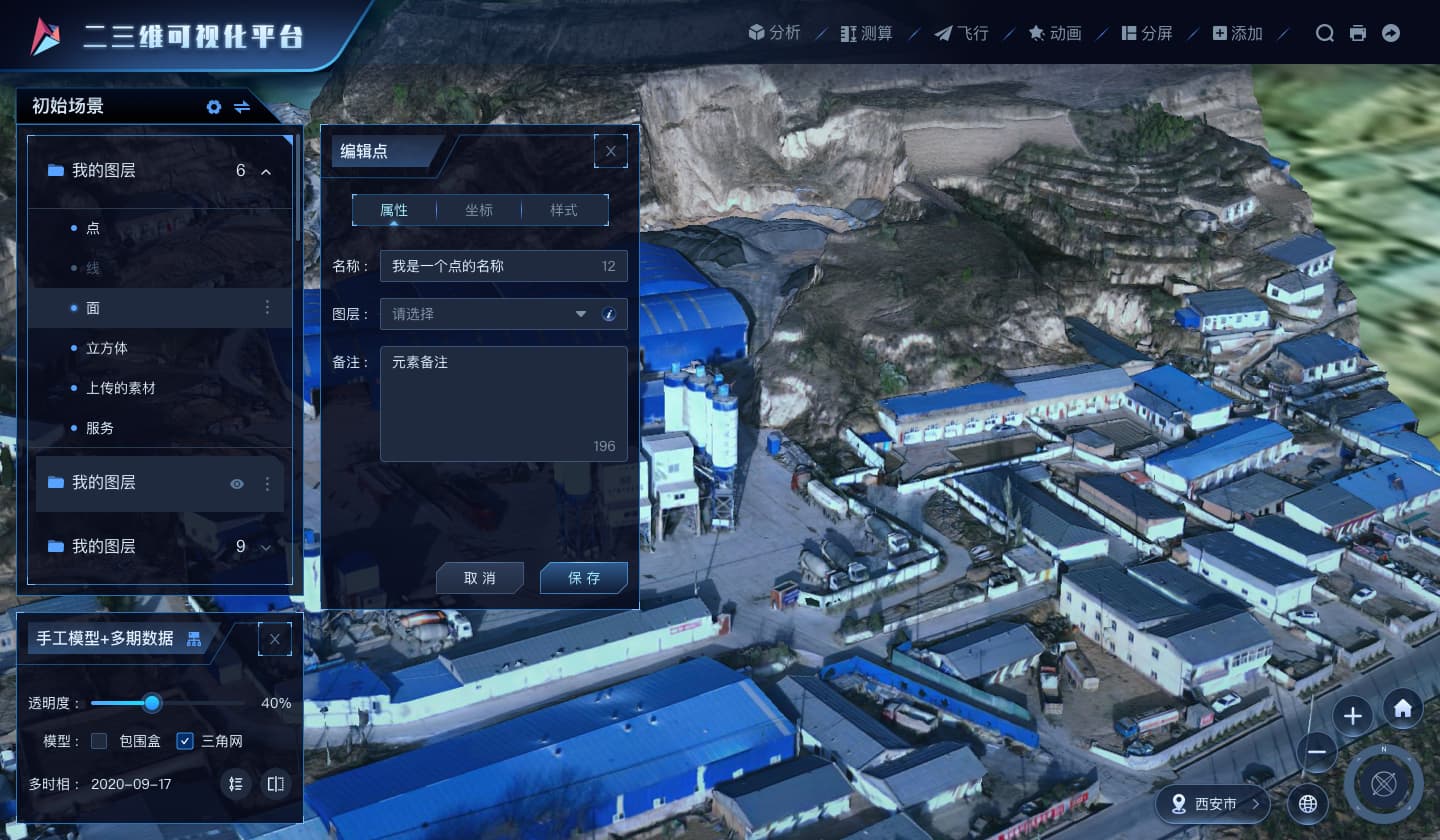 二三维可视化平台
分析
测算
飞行
动画
分屏
添加
初始场景
我的图层 6
点
线
面
立方体
上传的素材
服务
我的图层
我的图层 9
编辑点
属性 坐标 样式
名称： 我是一个点的名称 12
图层： 请选择
备注： 元素备注
196
取消 保存
手工模型+多期数据
透明度： 40%
模型： 包围盒 三角网
多时相： 2020-09-17
N
西安市